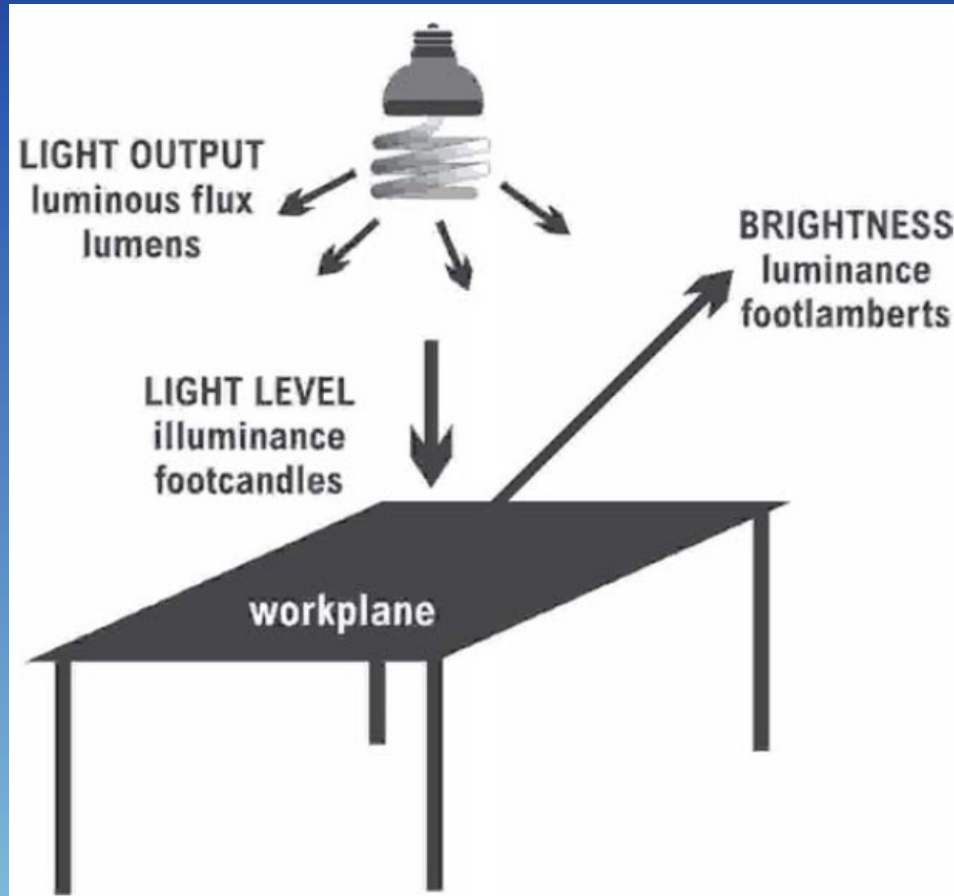 LIGHT OUTPUT
luminous flux
lumens
BRIGHTNESS
luminance
footlamberts
LIGHT LEVEL
illuminance
footcandles
workplane